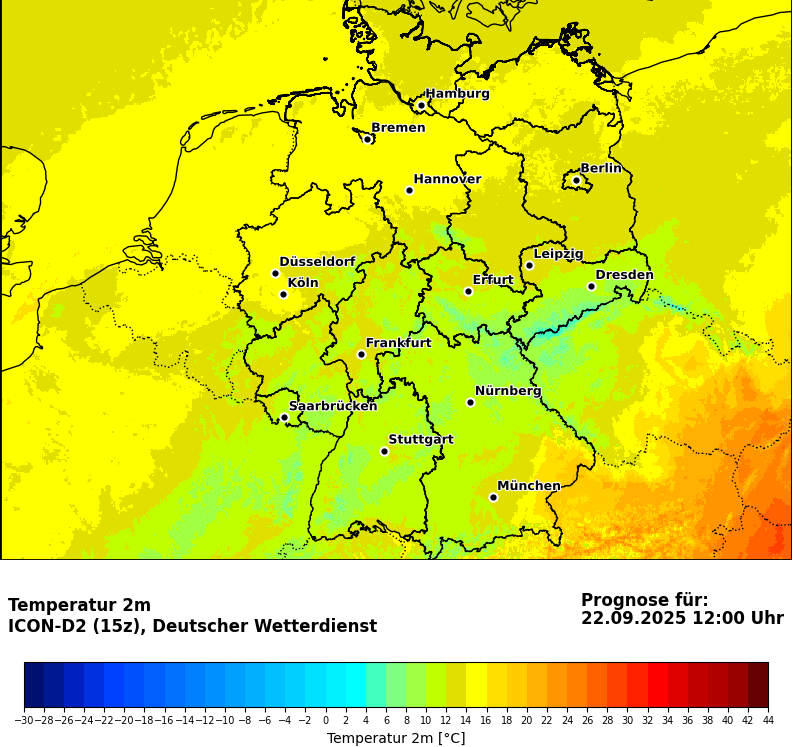 Hamburg
Bremen
Berlin
Hannover
Leipzig
Düsseldorf
Dresden
Köln
Erfurt
Frankfurt
Nürnberg
Saarbrücken
Stuttgart
München
Temperatur 2m
ICON-D2 (15z), Deutscher Wetterdienst
Prognose für:
22.09.2025 12:00 Uhr
−30 −28 −26 −24 −22 −20 −18 −16 −14 −12 −10 −8 −6 −4 −2 0 2 4 6 8 10 12 14 16 18 20 22 24 26 28 30 32 34 36 38 40 42 44
Temperatur 2m [°C]